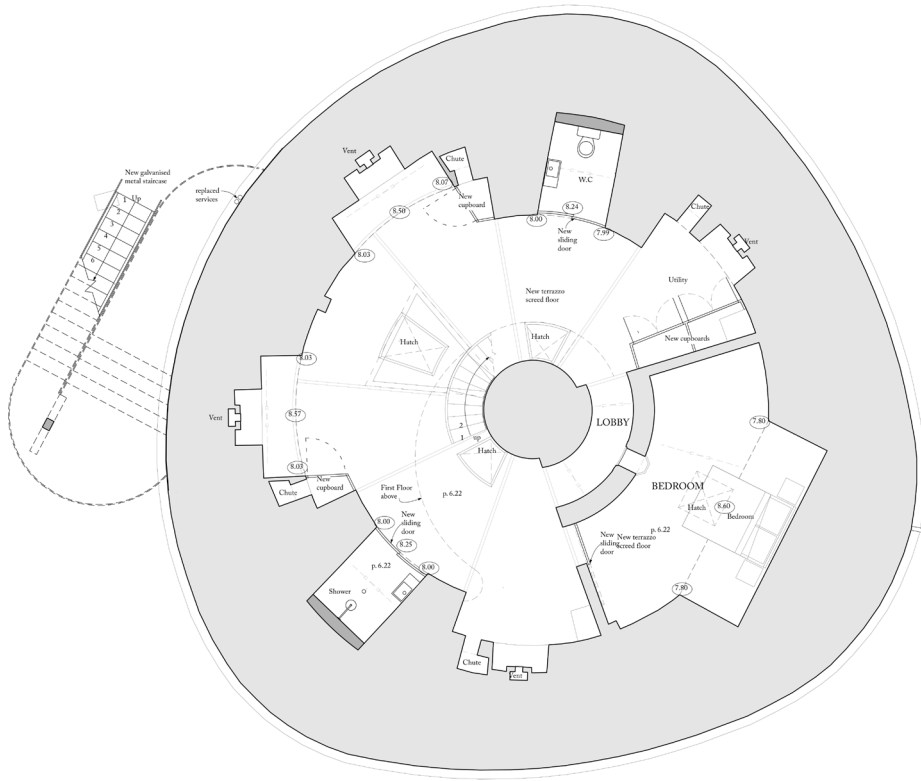 New galvanised
metal staircase
Up
1
2
3
4
5
6
replaced
services
Vent
Chute
8.07
New
cupboard
8.50
8.03
W.C
8.24
8.00
7.99
New
sliding
door
Chute
Vent
Utility
New cupboards
New terrazzo
screed floor
Hatch
Hatch
8.03
8.57
Vent
8.03
Chute
New
cupboard
2
1 up
Hatch
LOBBY
First Floor
above
p. 6.22
8.00
New
sliding
door
8.25
8.00
p. 6.22
Shower
BEDROOM
7.80
Hatch
8.60
Bedroom
p. 6.22
New
sliding
door
New terrazzo
screed floor
7.80
Chute
Vent